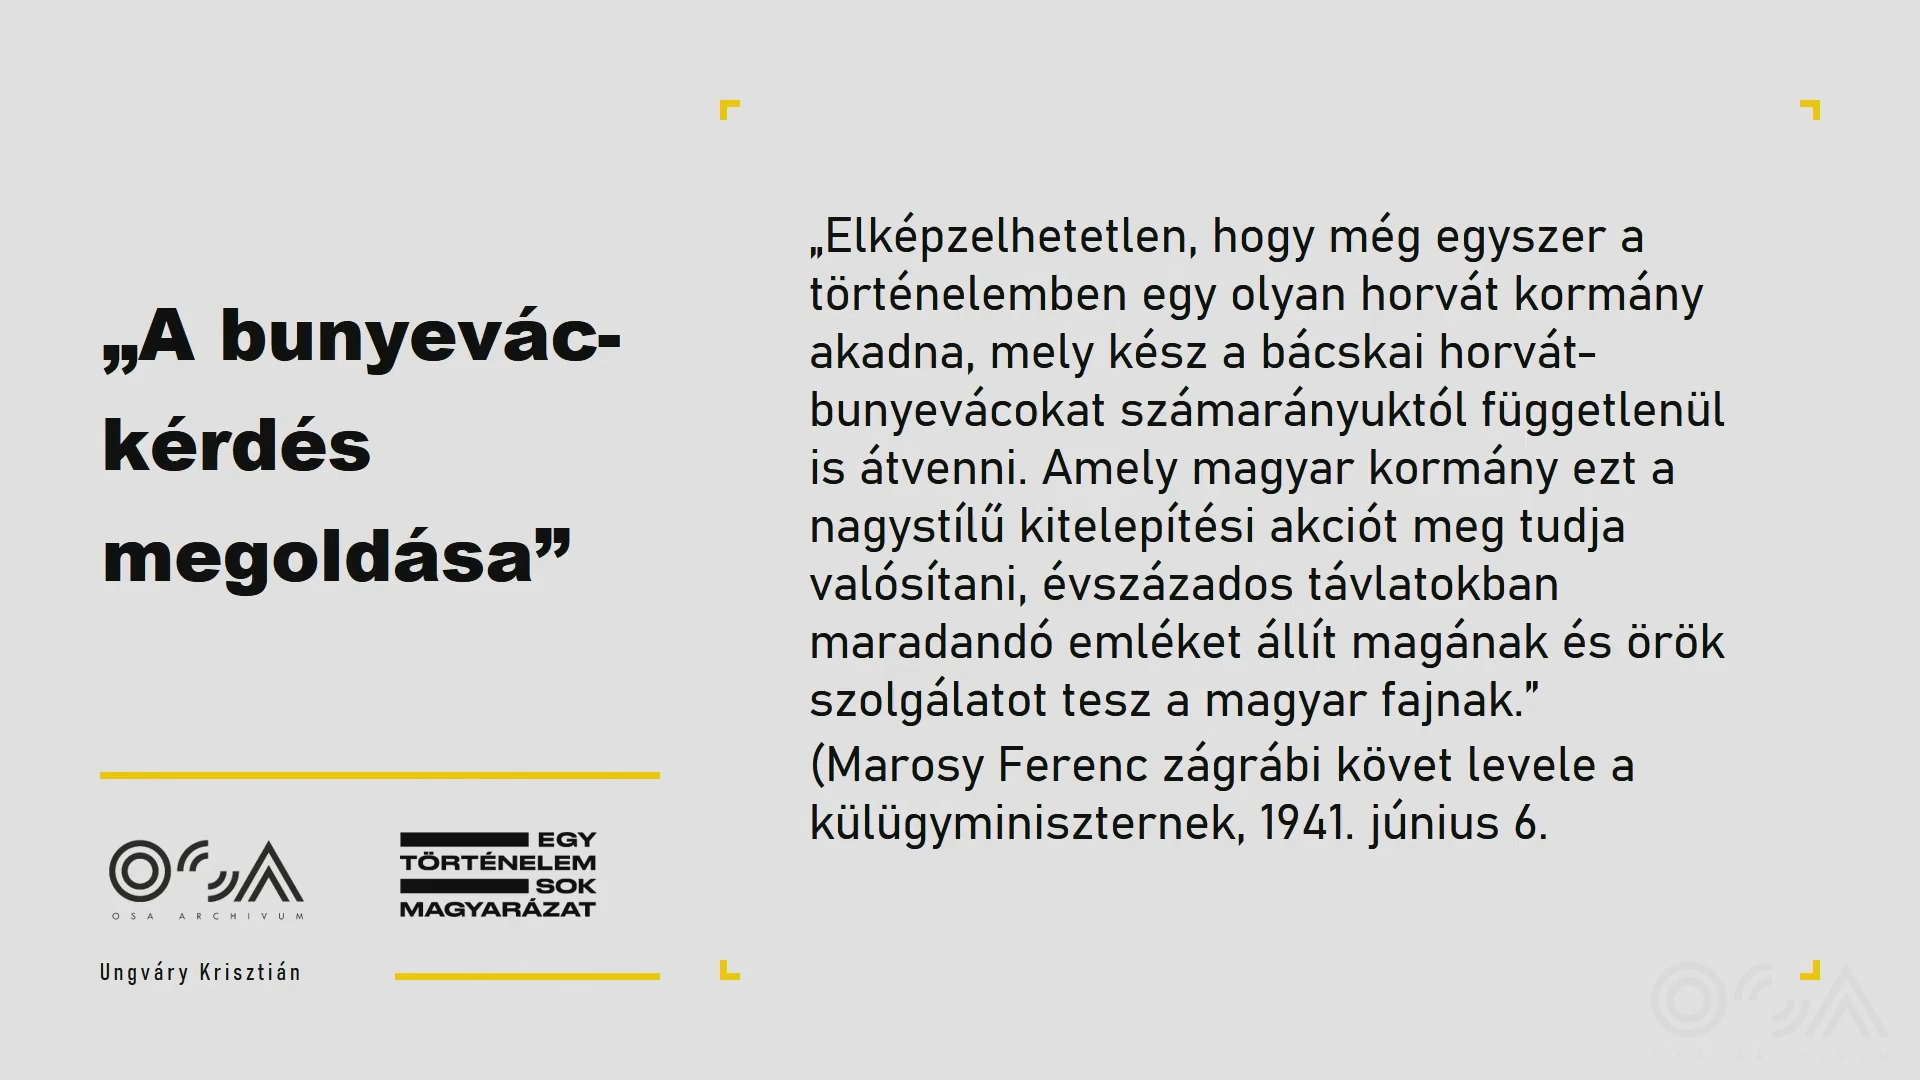 „A bunyevác-
kérdés
megoldása”
OSA ARCHIVUM
EGY
TÖRTÉNELEM
SOK
MAGYARÁZAT
Ungváry Krisztián
„Elképzelhetetlen, hogy még egyszer a
történelemben egy olyan horvát kormány
akadna, mely kész a bácskai horvát-
bunyevácokat számarányuktól függetlenül
is átvenni. Amely magyar kormány ezt a
nagystílű kitelepítési akciót meg tudja
valósítani, évszázados távlatokban
maradandó emléket állít magának és örök
szolgálatot tesz a magyar fajnak.”
(Marosy Ferenc zágrábi követ levele a
külügyminiszternek, 1941. június 6.